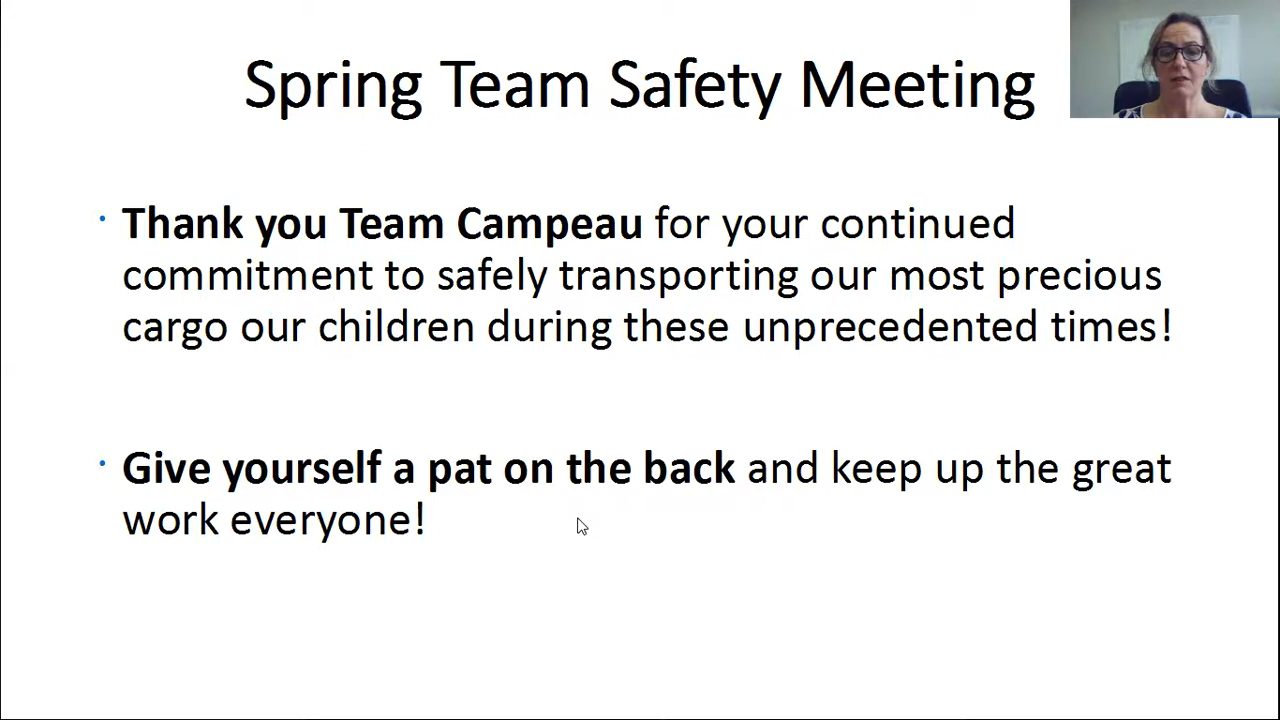 Spring Team Safety Meeting
Thank you Team Campeau for your continued
commitment to safely transporting our most precious
cargo our children during these unprecedented times!
Give yourself a pat on the back and keep up the great
work everyone!